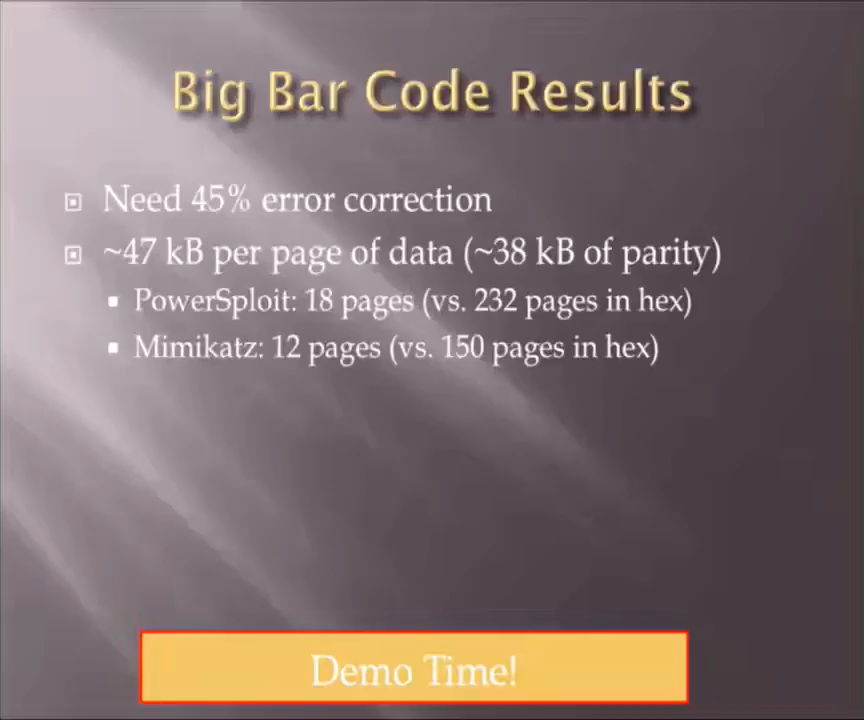 Big Bar Code Results
Need 45% error correction
~47 kB per page of data (~38 kB of parity)
PowerSploit: 18 pages (vs. 232 pages in hex)
Mimikatz: 12 pages (vs. 150 pages in hex)
Demo Time!